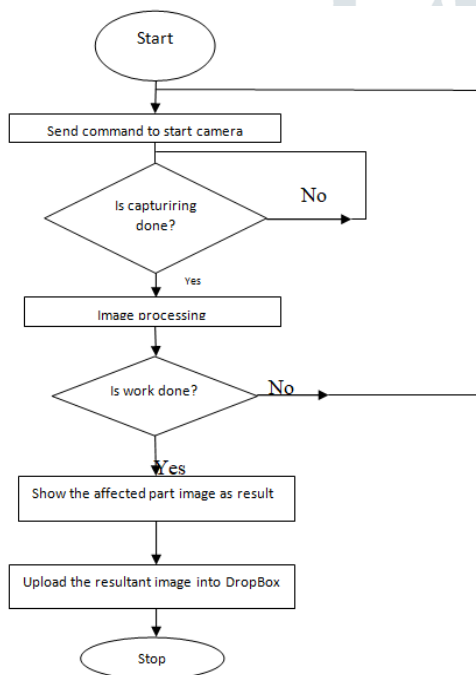 Start
Send command to start camera
Is capturiring
done?
No
Yes
Image processing
Is work done?
No
Yes
Show the affected part image as result
Upload the resultant image into DropBox
Stop